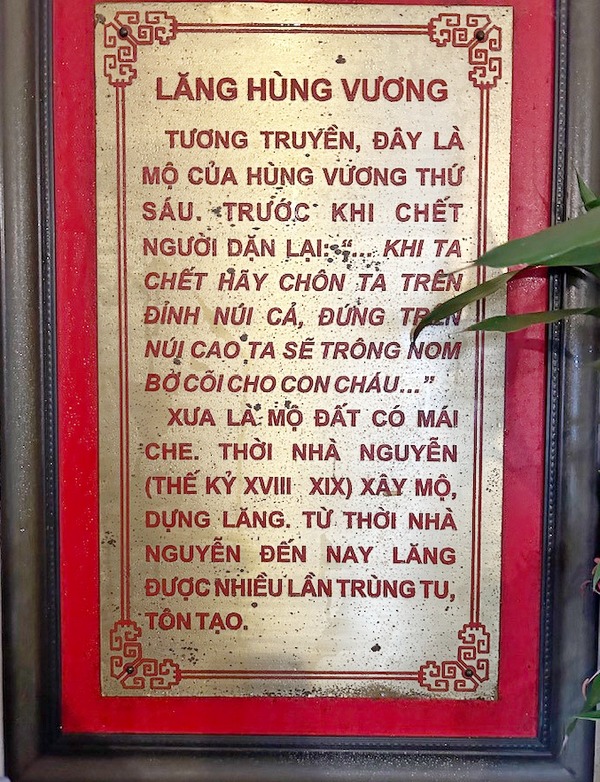 LĂNG HÙNG VƯƠNG
TƯƠNG TRUYỀN, ĐÂY LÀ
MỘ CỦA HÙNG VƯƠNG THỨ
SÁU. TRƯỚC KHI CHẾT
NGƯỜI DẶN LẠI: “... KHI TA
CHẾT HÃY CHÔN TA TRÊN
ĐỈNH NÚI CẢ, ĐỨNG TRÊN
NÚI CAO TA SẼ TRÔNG NOM
BỜ CÕI CHO CON CHÁU...”
XƯA LÀ MỘ ĐẤT CÓ MÁI
CHE. THỜI NHÀ NGUYỄN
(THẾ KỶ XVIII XIX) XÂY MỘ,
DỰNG LĂNG. TỪ THỜI NHÀ
NGUYỄN ĐẾN NAY LĂNG
ĐƯỢC NHIỀU LẦN TRÙNG TU,
TÔN TẠO.